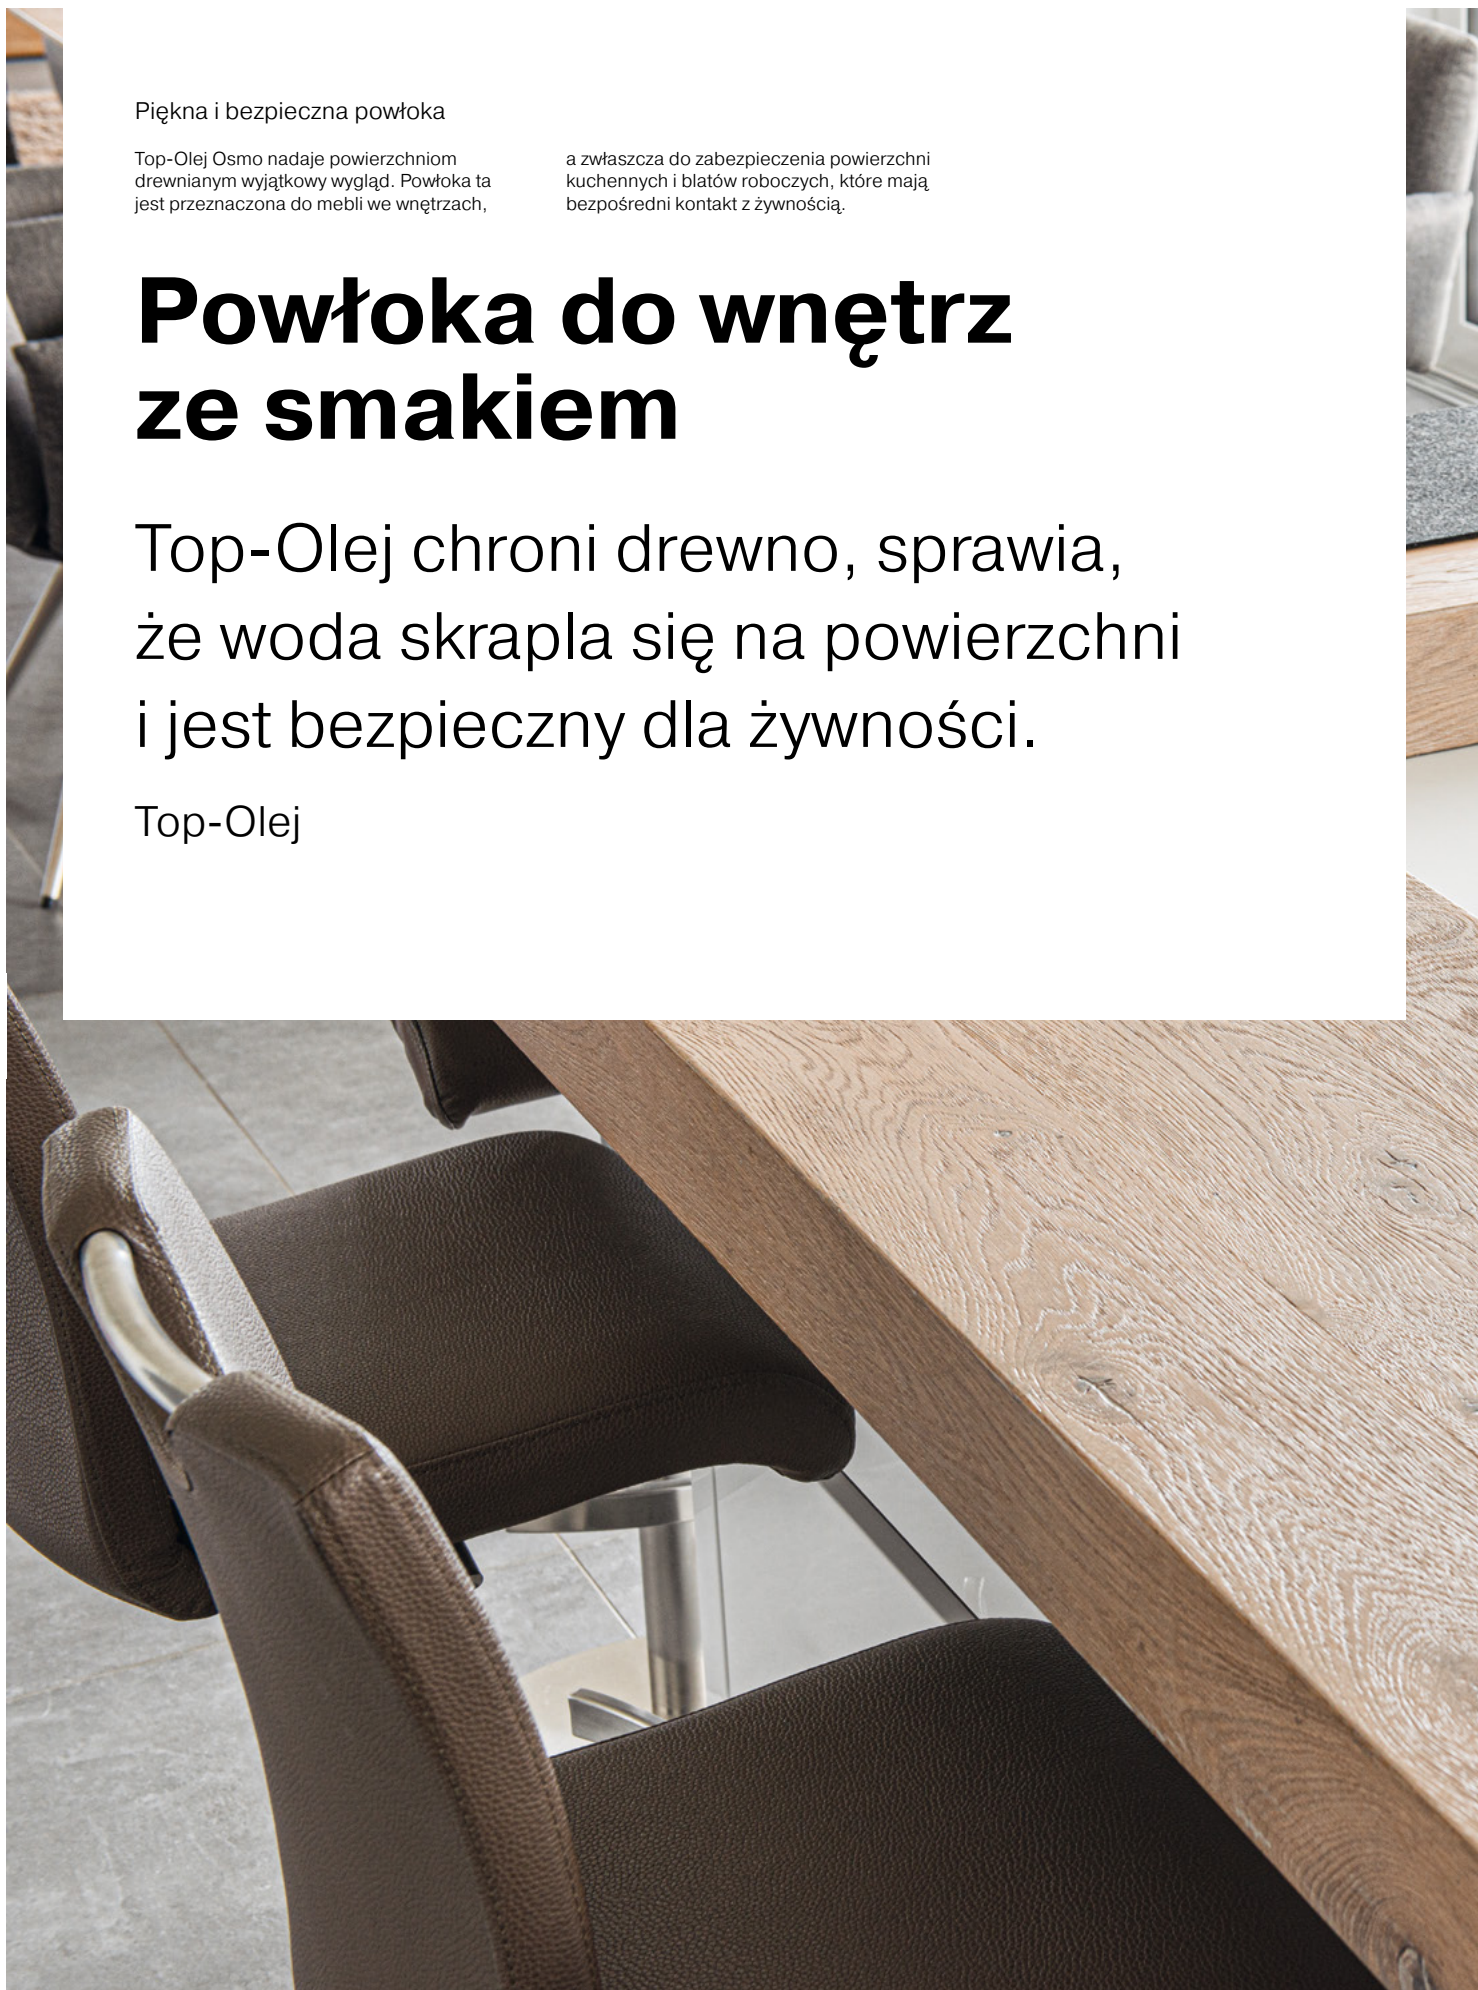 Piękna i bezpieczna powłoka
Top-Olej Osmo nadaje powierzchniom
drewnianym wyjątkowy wygląd. Powłoka ta
jest przeznaczona do mebli we wnętrzach,
a zwłaszcza do zabezpieczenia powierzchni
kuchennych i blatów roboczych, które mają
bezpośredni kontakt z żywnością.
Powłoka do wnętrz
ze smakiem
Top-Olej chroni drewno, sprawia,
że woda skrapla się na powierzchni
i jest bezpieczny dla żywności.
Top-Olej